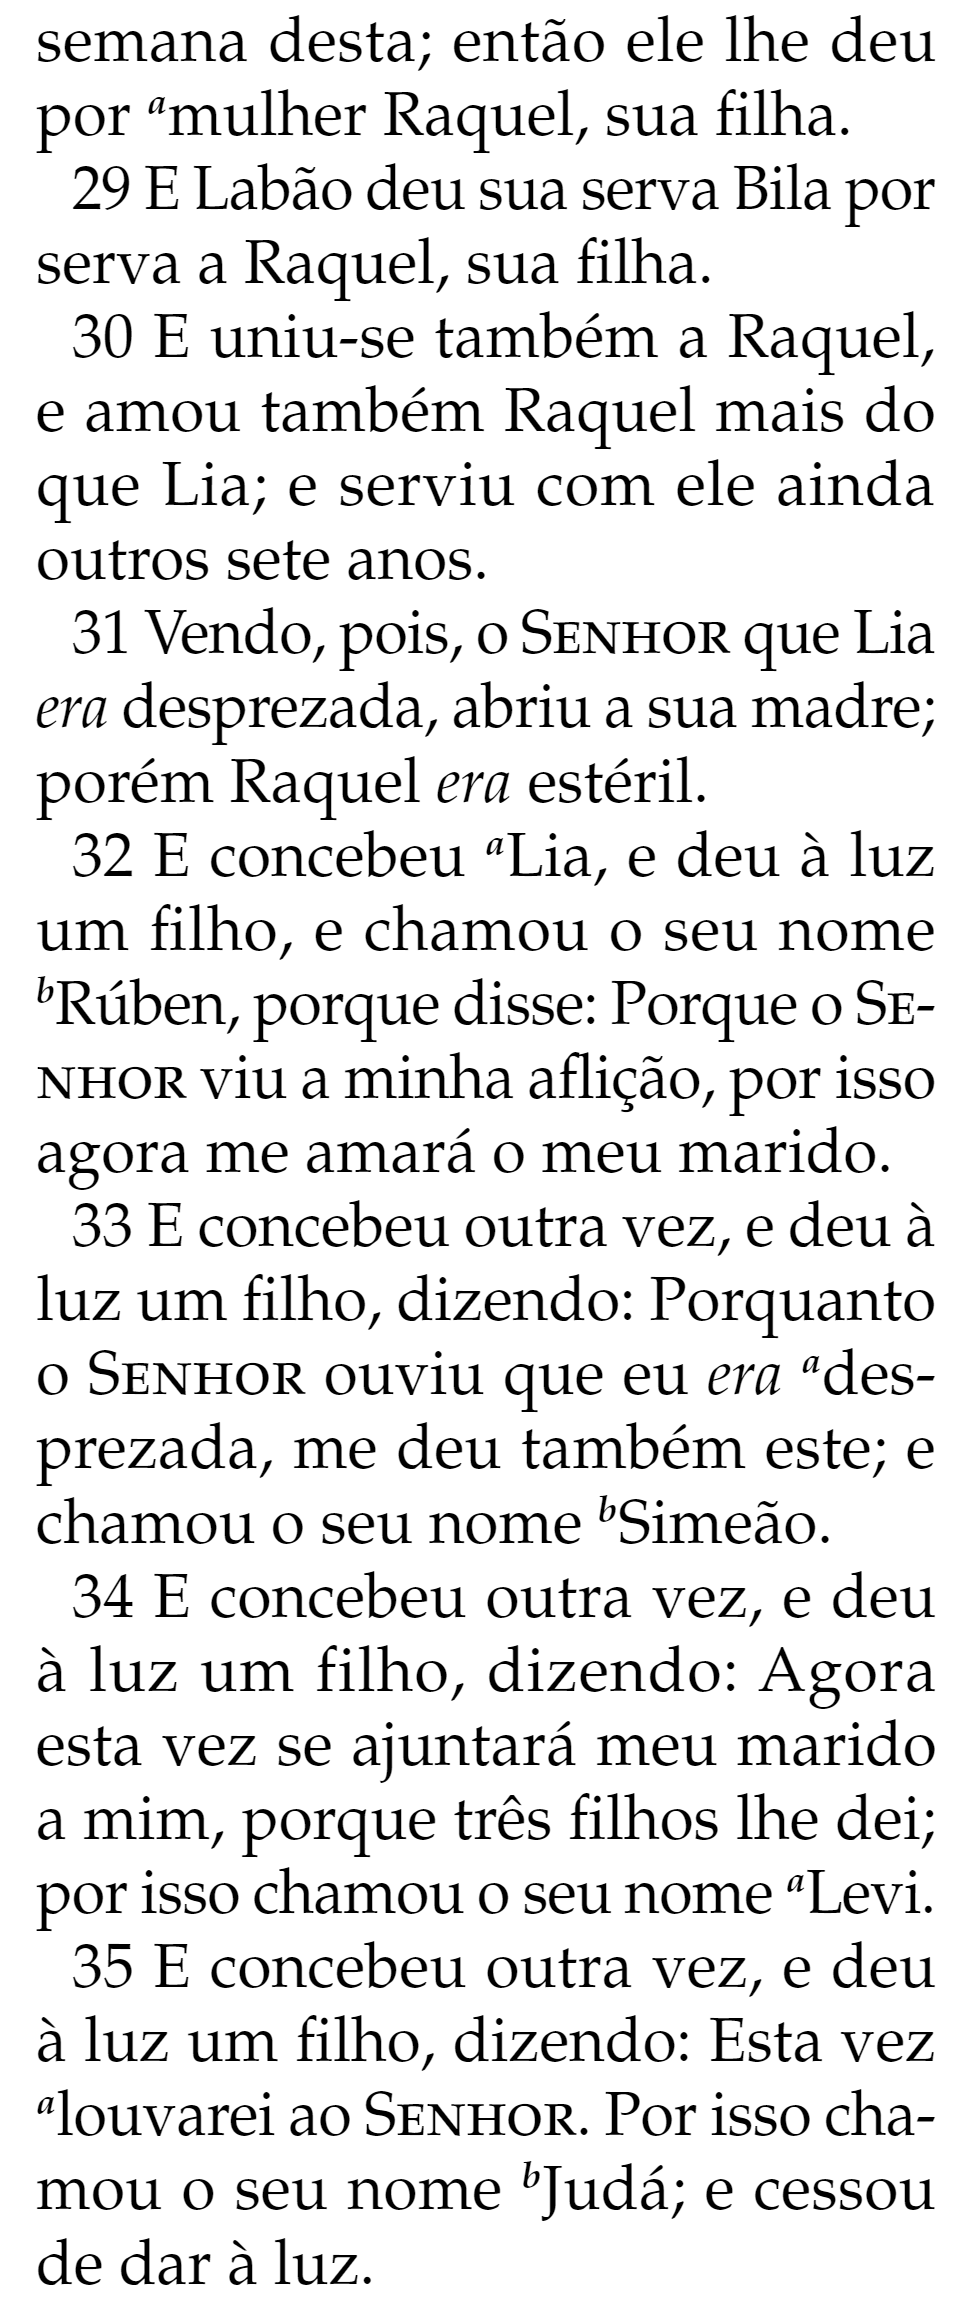 semana desta; então ele lhe deu
por ᵃmulher Raquel, sua filha.
29 E Labão deu sua serva Bila por
serva a Raquel, sua filha.
30 E uniu-se também a Raquel,
e amou também Raquel mais do
que Lia; e serviu com ele ainda
outros sete anos.
31 Vendo, pois, o SENHOR que Lia
era desprezada, abriu a sua madre;
porém Raquel era estéril.
32 E concebeu ᵃLia, e deu à luz
um filho, e chamou o seu nome
ᵇRúben, porque disse: Porque o SE-
NHOR viu a minha aflição, por isso
agora me amará o meu marido.
33 E concebeu outra vez, e deu à
luz um filho, dizendo: Porquanto
o SENHOR ouviu que eu era ᵃdes-
prezada, me deu também este; e
chamou o seu nome ᵇSimeão.
34 E concebeu outra vez, e deu
à luz um filho, dizendo: Agora
esta vez se ajuntará meu marido
a mim, porque três filhos lhe dei;
por isso chamou o seu nome ᵃLevi.
35 E concebeu outra vez, e deu
à luz um filho, dizendo: Esta vez
ᵃlouvarei ao SENHOR. Por isso cha-
mou o seu nome ᵇJudá; e cessou
de dar à luz.